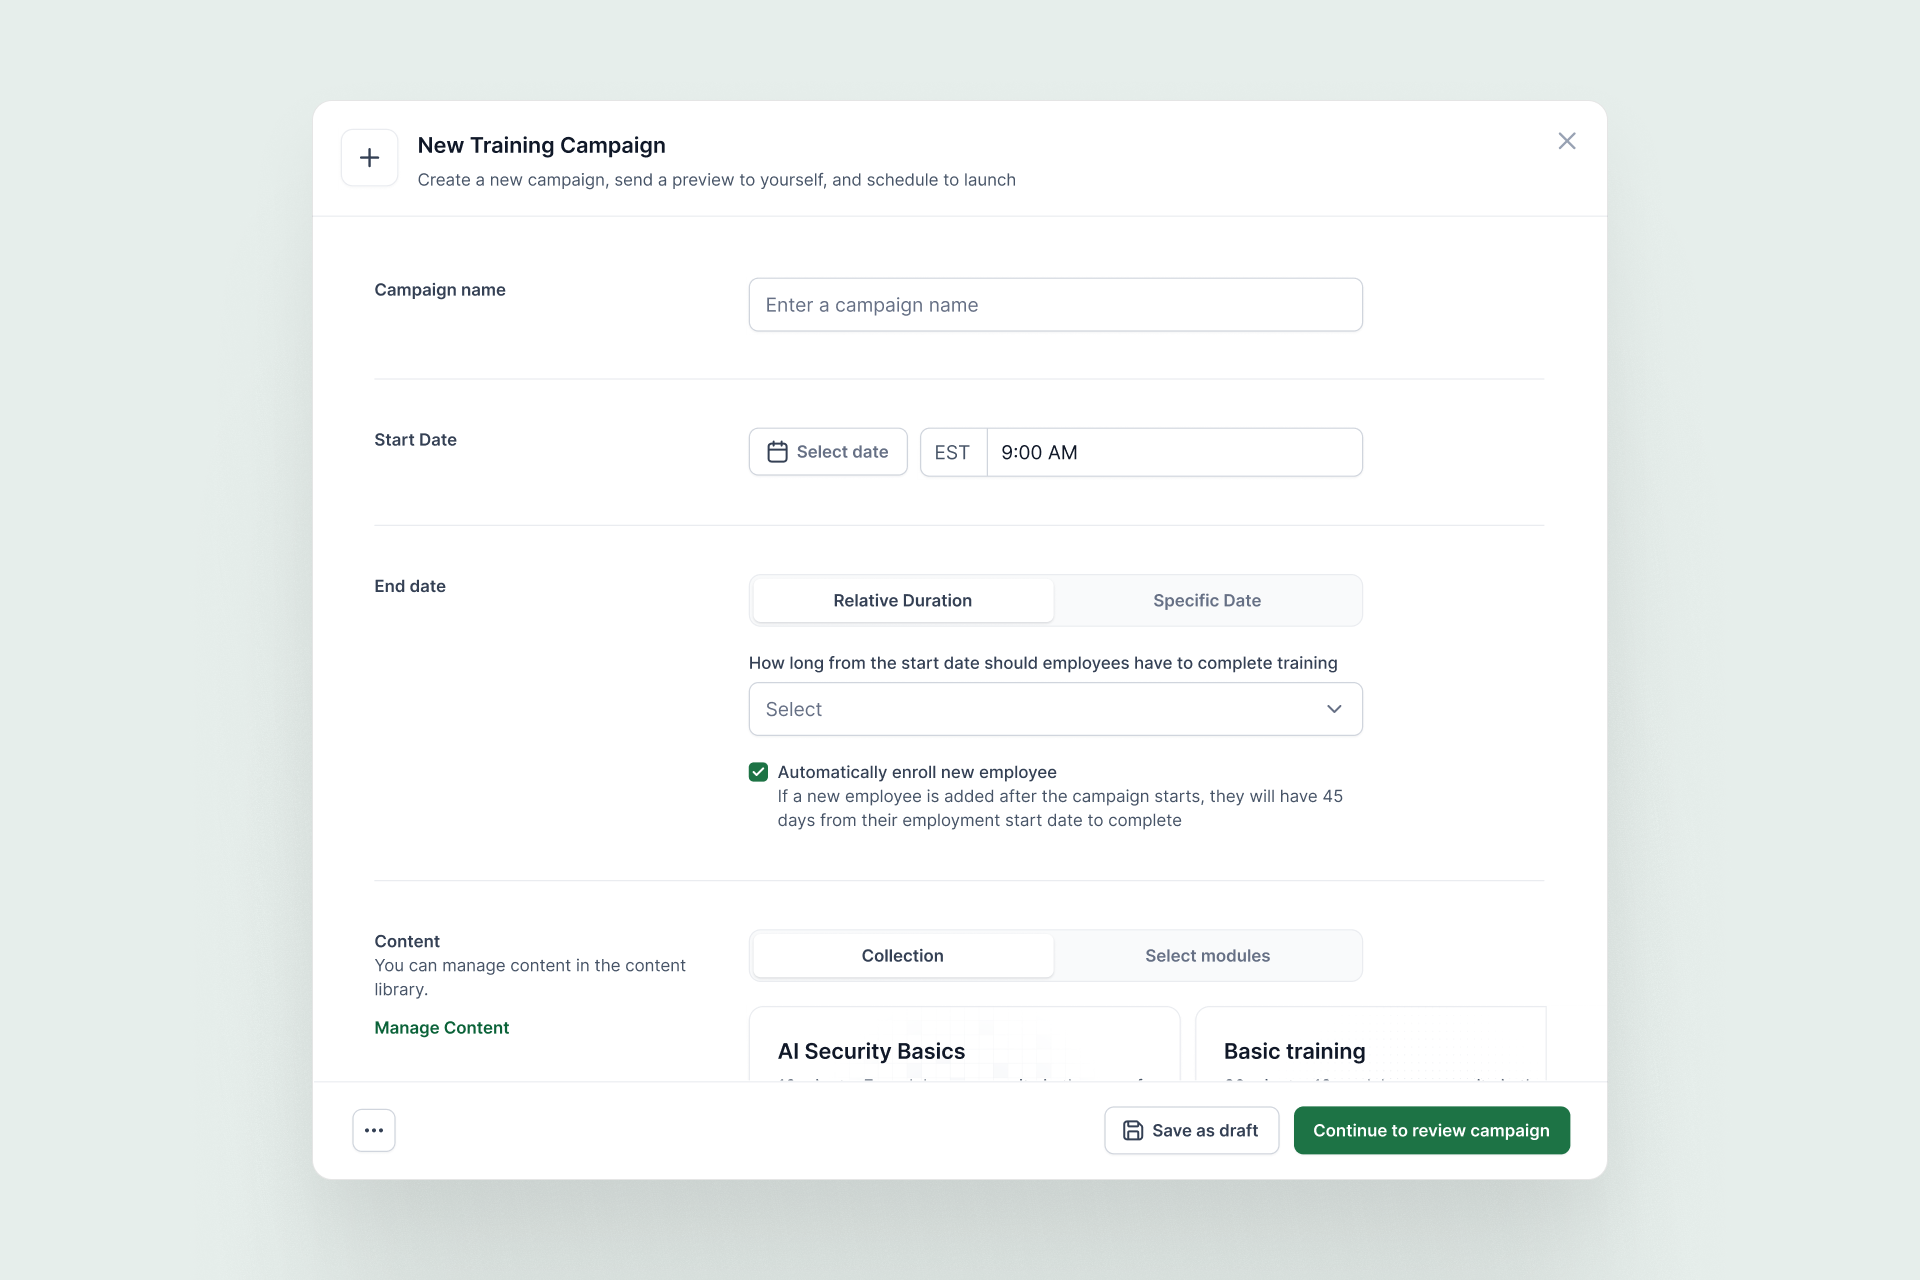 New Training Campaign
Create a new campaign, send a preview to yourself, and schedule to launch
Campaign name
Enter a campaign name
Start Date
Select date
EST
9:00 AM
End date
Relative Duration
Specific Date
How long from the start date should employees have to complete training
Select
Automatically enroll new employee
If a new employee is added after the campaign starts, they will have 45
days from their employment start date to complete
Content
You can manage content in the content
library.
Manage Content
Collection
Select modules
AI Security Basics
Basic training
Save as draft
Continue to review campaign